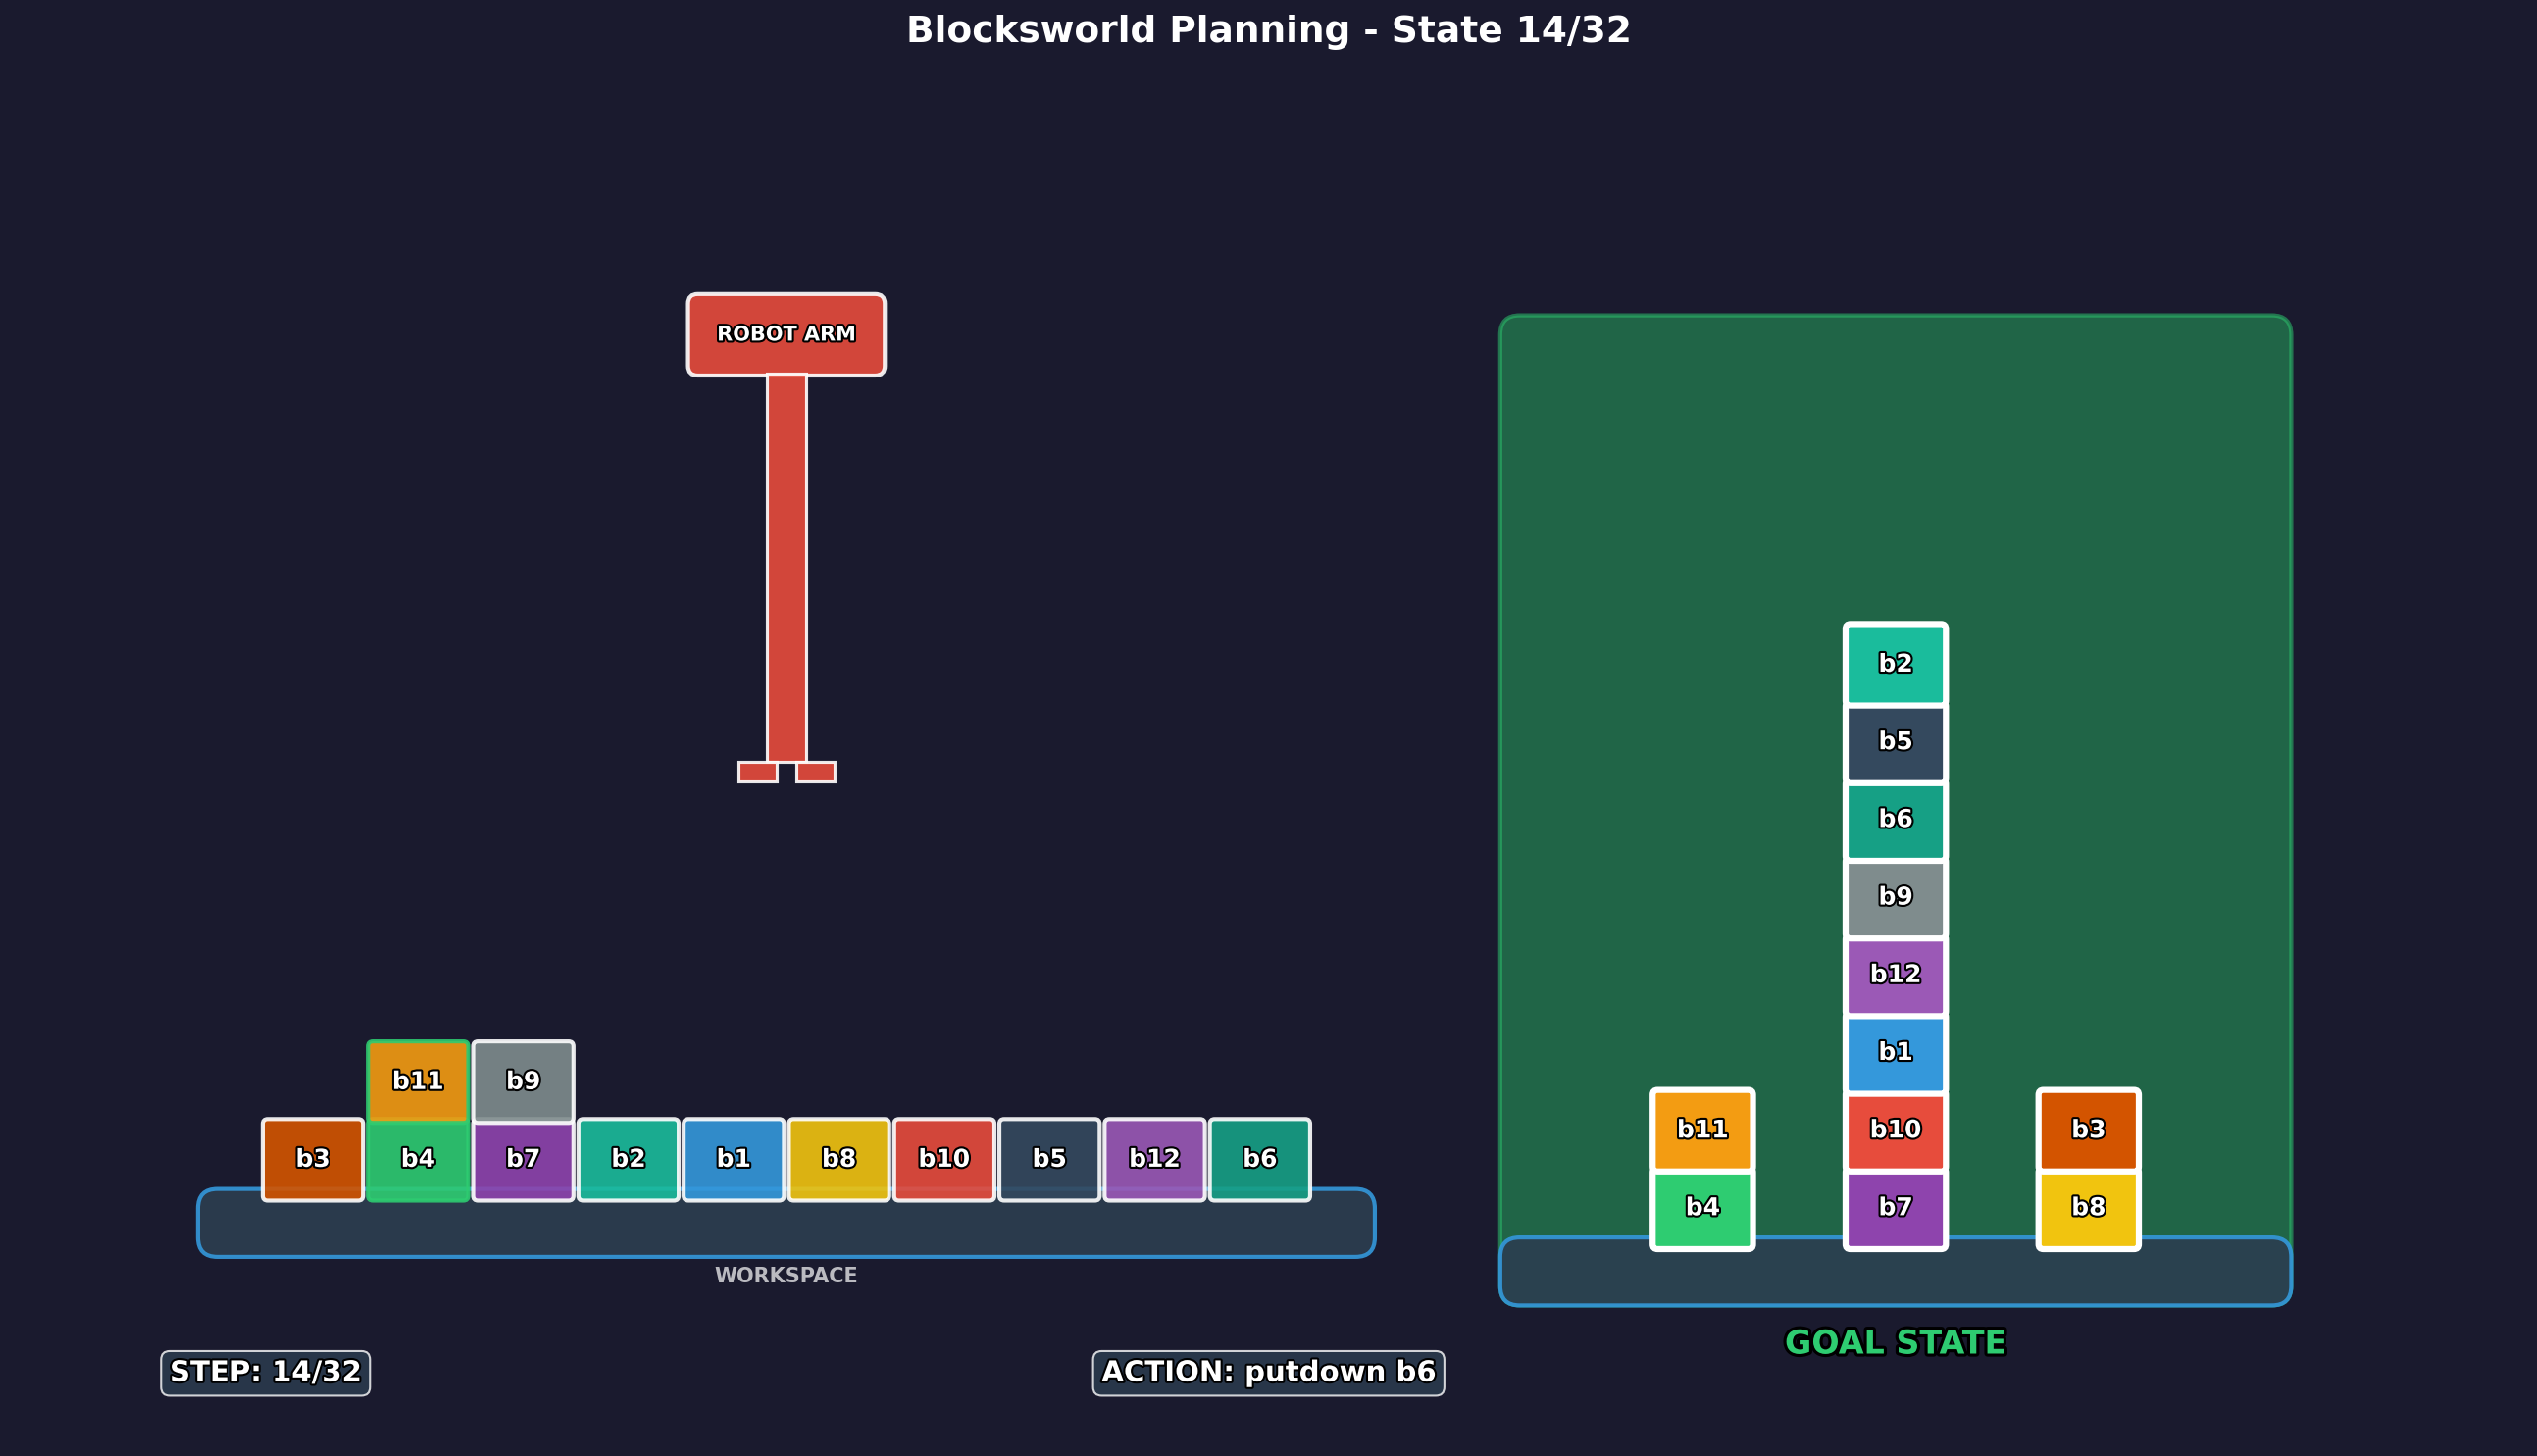 Blocksworld Planning - State 14/32
ROBOT ARM
b11
b9
b3
b4
b7
b2
b1
b8
b10
b5
b12
b6
WORKSPACE
b2
b5
b6
b9
b12
b1
b11
b10
b3
b4
b7
b8
GOAL STATE
STEP: 14/32
ACTION: putdown b6